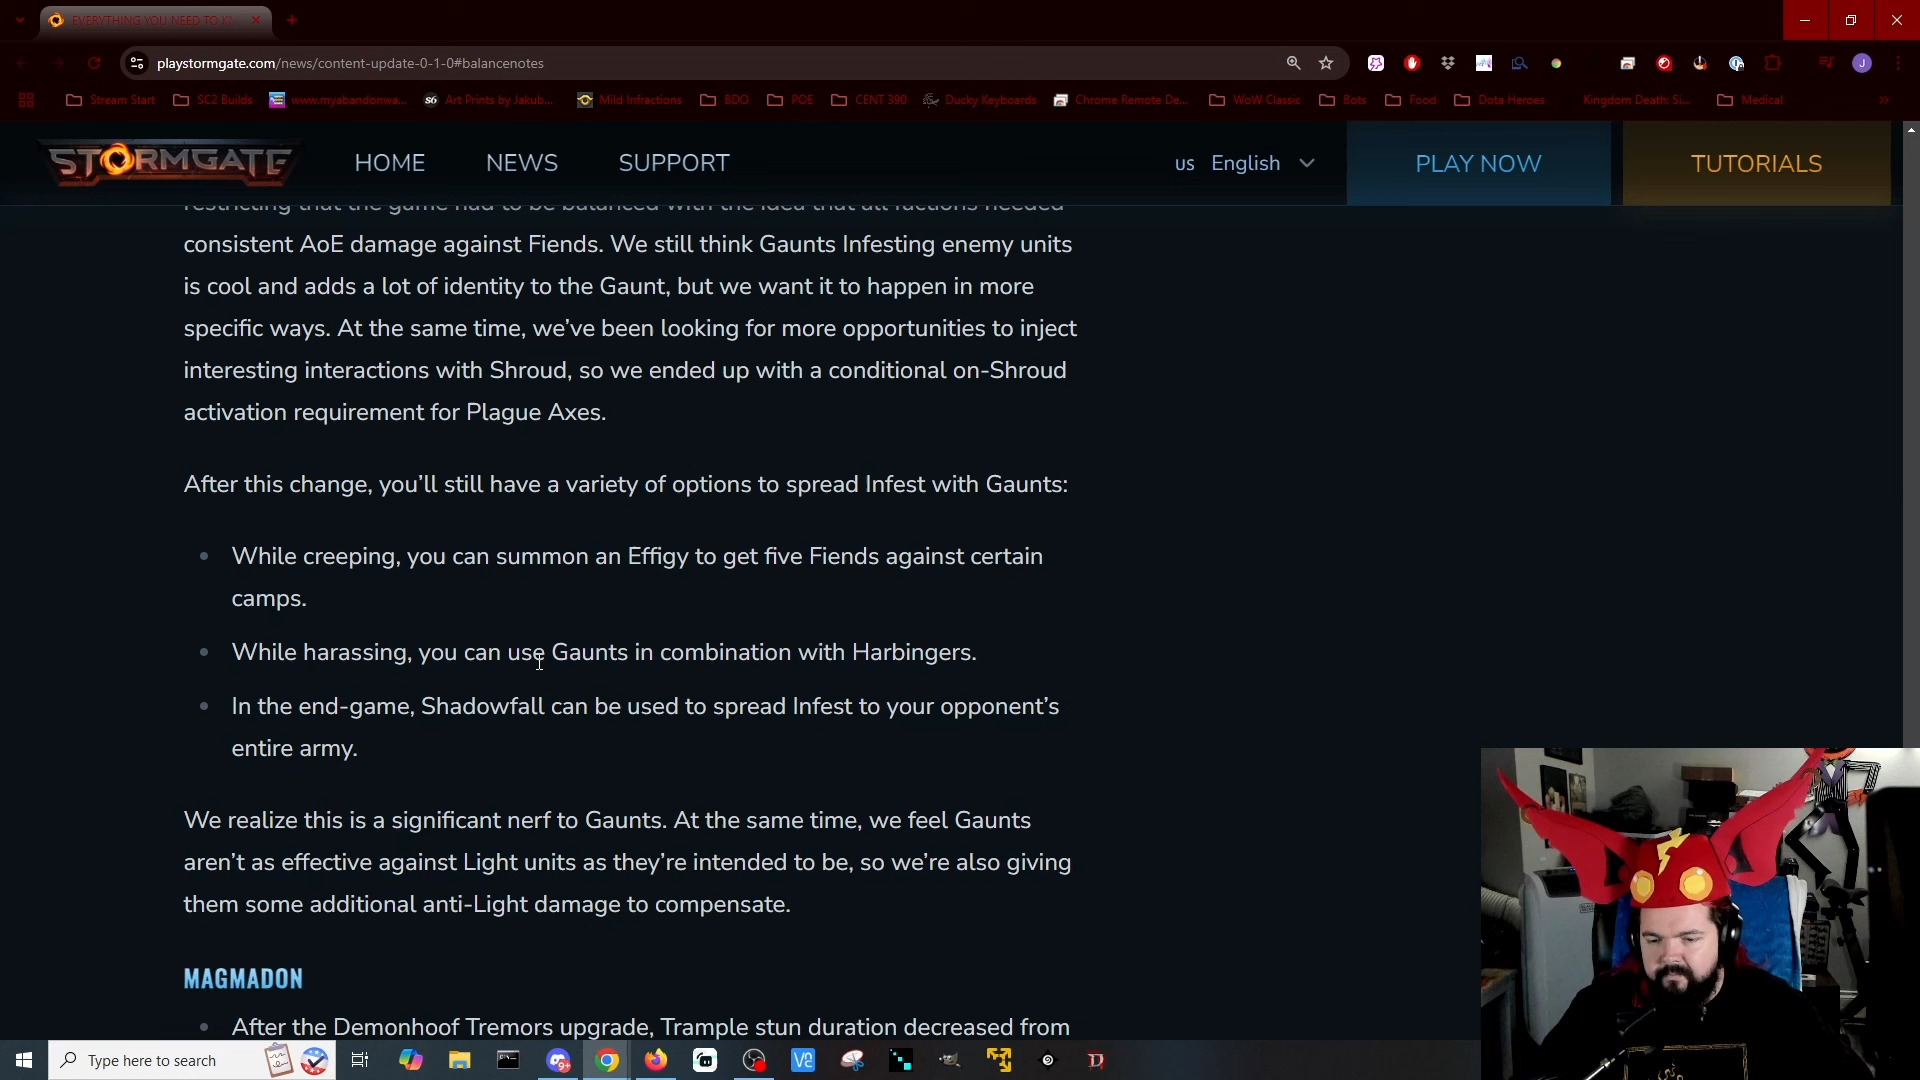 EVERYTHING YOU NEED TO K
playstormgate.com/news/content-update-0-1-0#balancenotes
Stream Start
SC2 Builds
www.myabandonwa...
Art Prints by Jakub...
Mild Infractions
BDO
POE
CENT 390
Ducky Keyboards
Chrome Remote De...
WoW Classic
Bots
Food
Dota Heroes
Kingdom Death: Si...
Medical
STORMGATE
HOME
NEWS
SUPPORT
us English
PLAY NOW
TUTORIALS
restricting that the game had to be balanced with the idea that all factions needed
consistent AoE damage against Fiends. We still think Gaunts Infesting enemy units
is cool and adds a lot of identity to the Gaunt, but we want it to happen in more
specific ways. At the same time, we’ve been looking for more opportunities to inject
interesting interactions with Shroud, so we ended up with a conditional on-Shroud
activation requirement for Plague Axes.
After this change, you’ll still have a variety of options to spread Infest with Gaunts:
While creeping, you can summon an Effigy to get five Fiends against certain
camps.
While harassing, you can use Gaunts in combination with Harbingers.
In the end-game, Shadowfall can be used to spread Infest to your opponent’s
entire army.
We realize this is a significant nerf to Gaunts. At the same time, we feel Gaunts
aren’t as effective against Light units as they’re intended to be, so we’re also giving
them some additional anti-Light damage to compensate.
MAGMADON
After the Demonhoof Tremors upgrade, Trample stun duration decreased from
Type here to search